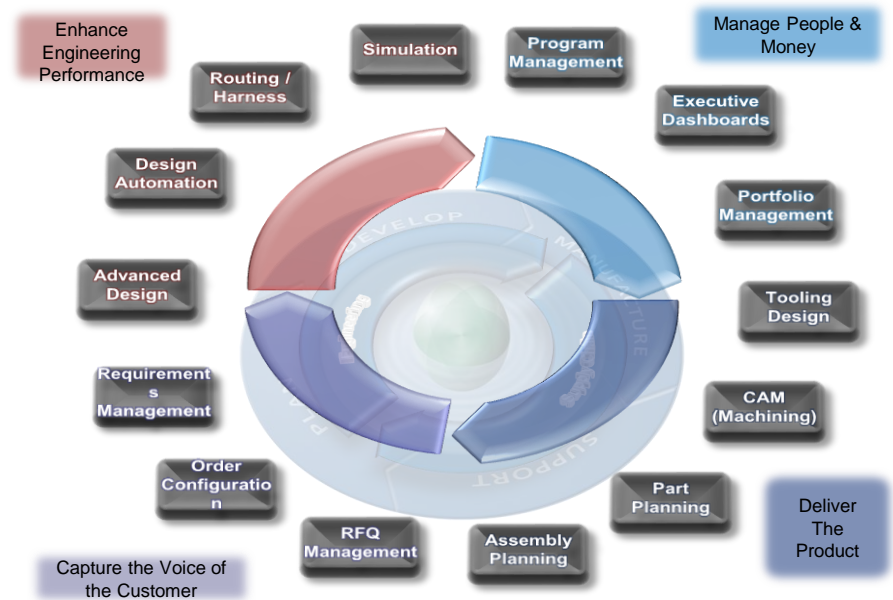 Enhance
Engineering
Performance
Manage People &
Money
Simulation
Program
Management
Routing /
Harness
Executive
Dashboards
Design
Automation
Portfolio
Management
DEVELOP
MANUFACTURE
Advanced
Design
Tooling
Design
Requirement
s
Management
CAM
(Machining)
PLAN
SUPPORT
Order
Configuratio
n
Part
Planning
RFQ
Management
Assembly
Planning
Deliver
The
Product
Capture the Voice of
the Customer